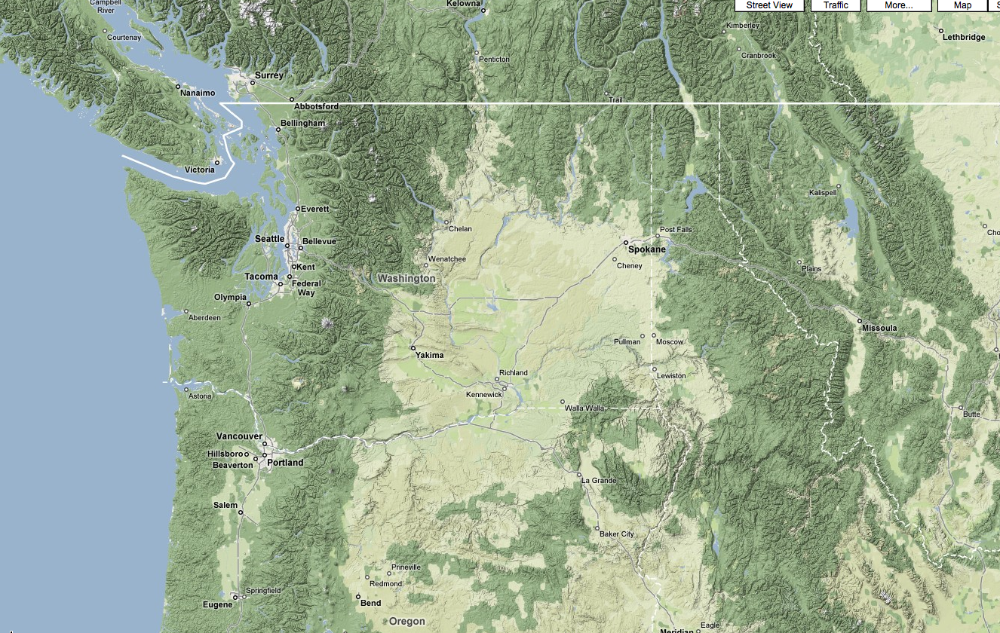 Campbell
River
Kelowna
Street View
Traffic
More...
Map
Kimberley
Lethbridge
Courtenay
Penticton
Cranbrook
Surrey
Nanaimo
Trail
Abbotsford
Bellingham
Victoria
Kalispell
Everett
Chelan
Post Falls
Cho
Seattle
Bellevue
Spokane
Wenatchee
Cheney
Kent
Plains
Tacoma
Washington
Federal
Way
Olympia
Aberdeen
Missoula
Pullman
Moscow
Yakima
Richland
Lewiston
Kennewick
Astoria
Walla Walla
Butte
Vancouver
Hillsboro
Beaverton
Portland
La Grande
Salem
Baker City
Prineville
Redmond
Springfield
Eugene
Bend
Oregon
Eagle
Meridian